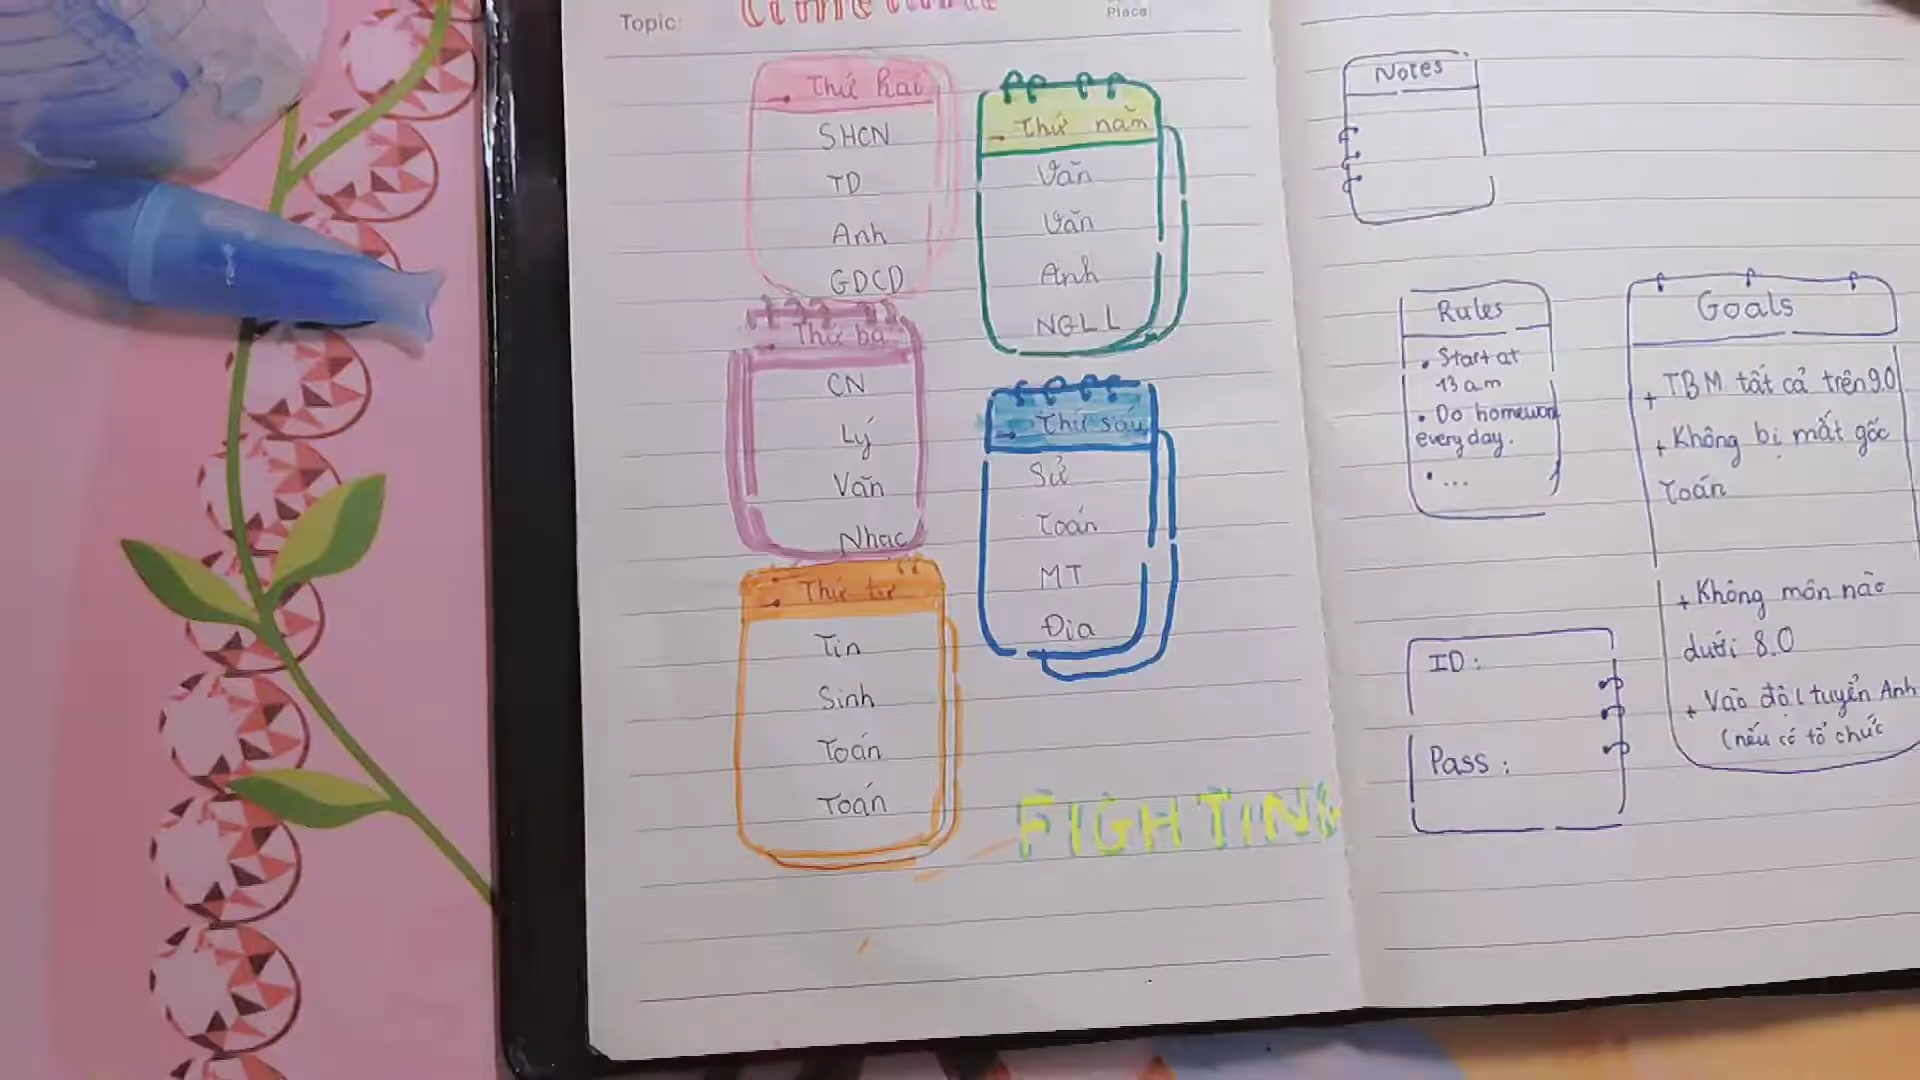 Topic:
Place:
Thứ hai
SHCN
TD
Anh
GDCD
Thứ ba
CN
Lý
Văn
Nhạc
Thứ tư
Tin
Sinh
Toán
Toán
Thứ năm
Văn
Văn
Anh
NGLL
Thứ sáu
Sử
Toán
MT
Địa
FIGHTING
Notes
Rules
• Start at
13 am
• Do homework
every day.
• ...
Goals
+ TBM tất cả trên 9.0
+ Không bị mất gốc
Toán
+ Không môn nào
dưới 8.0
+ Vào đội tuyển Anh
(nếu có tổ chức
ID:
Pass: